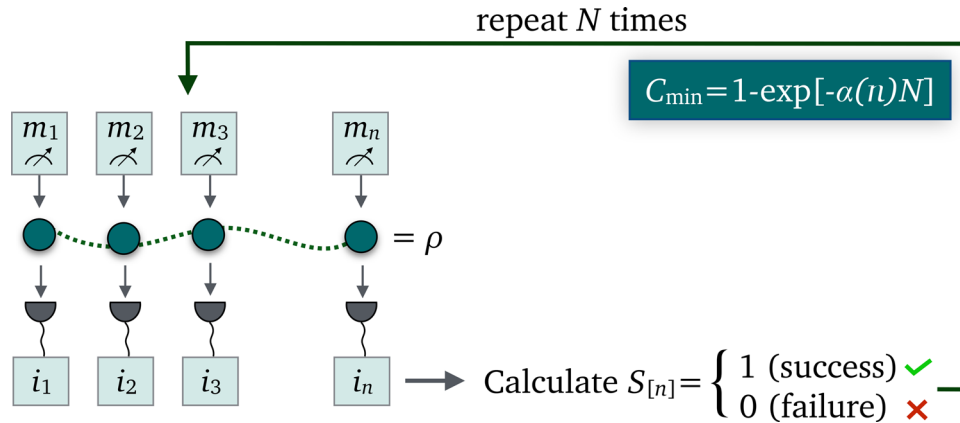 repeat N times
C_min=1-exp[-α(n)N]
m_1 m_2 m_3 m_n
= ρ
i_1 i_2 i_3 i_n
Calculate S_[n]= { 1 (success) ✓
0 (failure) ✗